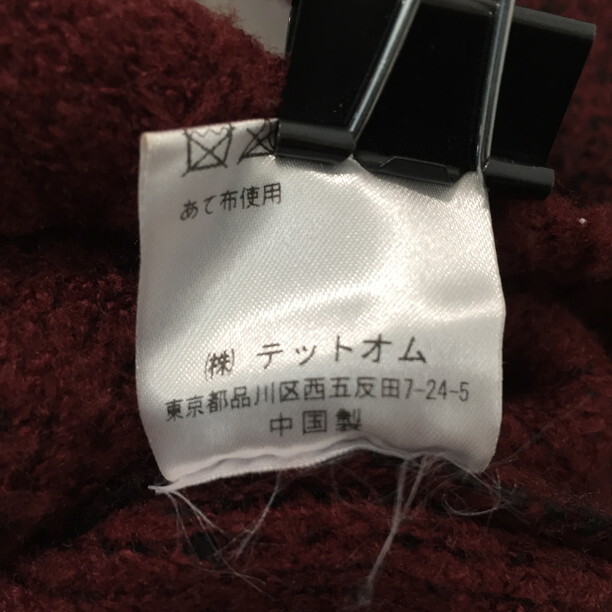 あて布使用
(株) テットオム
東京都品川区西五反田7-24-5
中国製